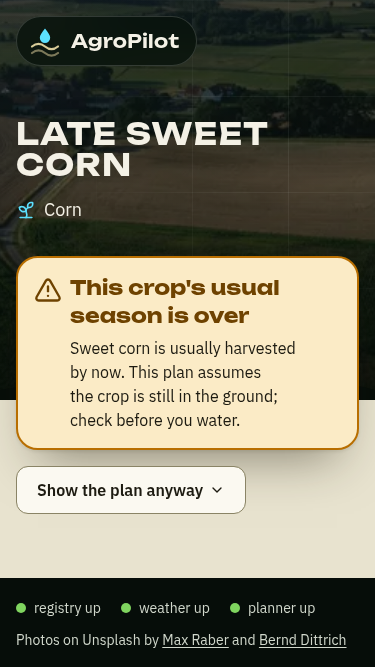 AgroPilot
LATE SWEET
CORN
Corn
This crop's usual
season is over
Sweet corn is usually harvested
by now. This plan assumes
the crop is still in the ground;
check before you water.
Show the plan anyway
registry up weather up planner up
Photos on Unsplash by Max Raber and Bernd Dittrich